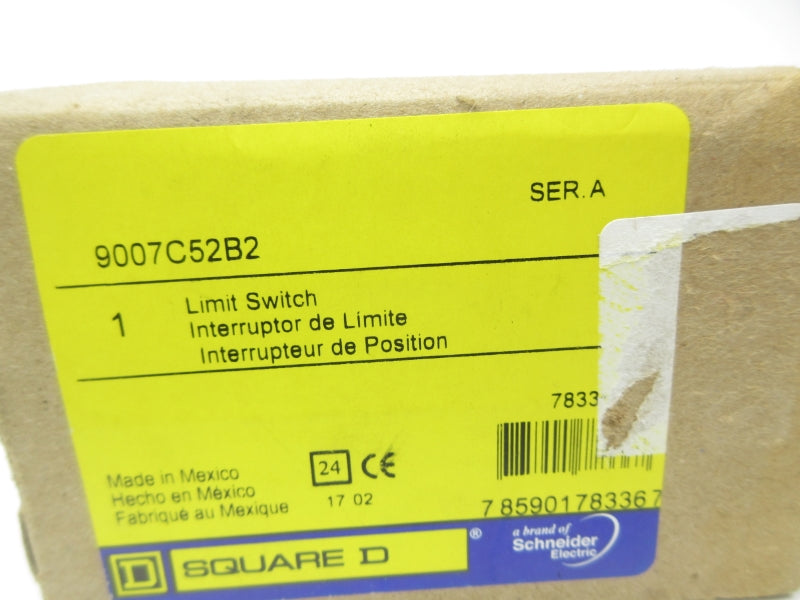 SER. A
9007C52B2
1
Limit Switch
Interruptor de Límite
Interrupteur de Position
7833
24 CE
17 02
Made in Mexico
Hecho en México
Fabriqué au Mexique
7 85901 78336 7
SQUARE D ®
a brand of
Schneider
Electric